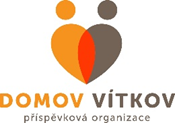 DOMOV VÍTKOV
příspěvková organizace